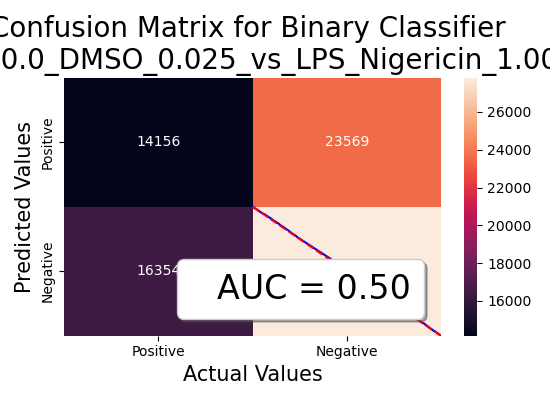 Confusion Matrix for Binary Classifier
0.0_DMSO_0.025_vs_LPS_Nigericin_1.00
Predicted Values
Positive
Negative
14156 23569
16354
AUC = 0.50
Positive Negative
Actual Values
26000
24000
22000
20000
18000
16000